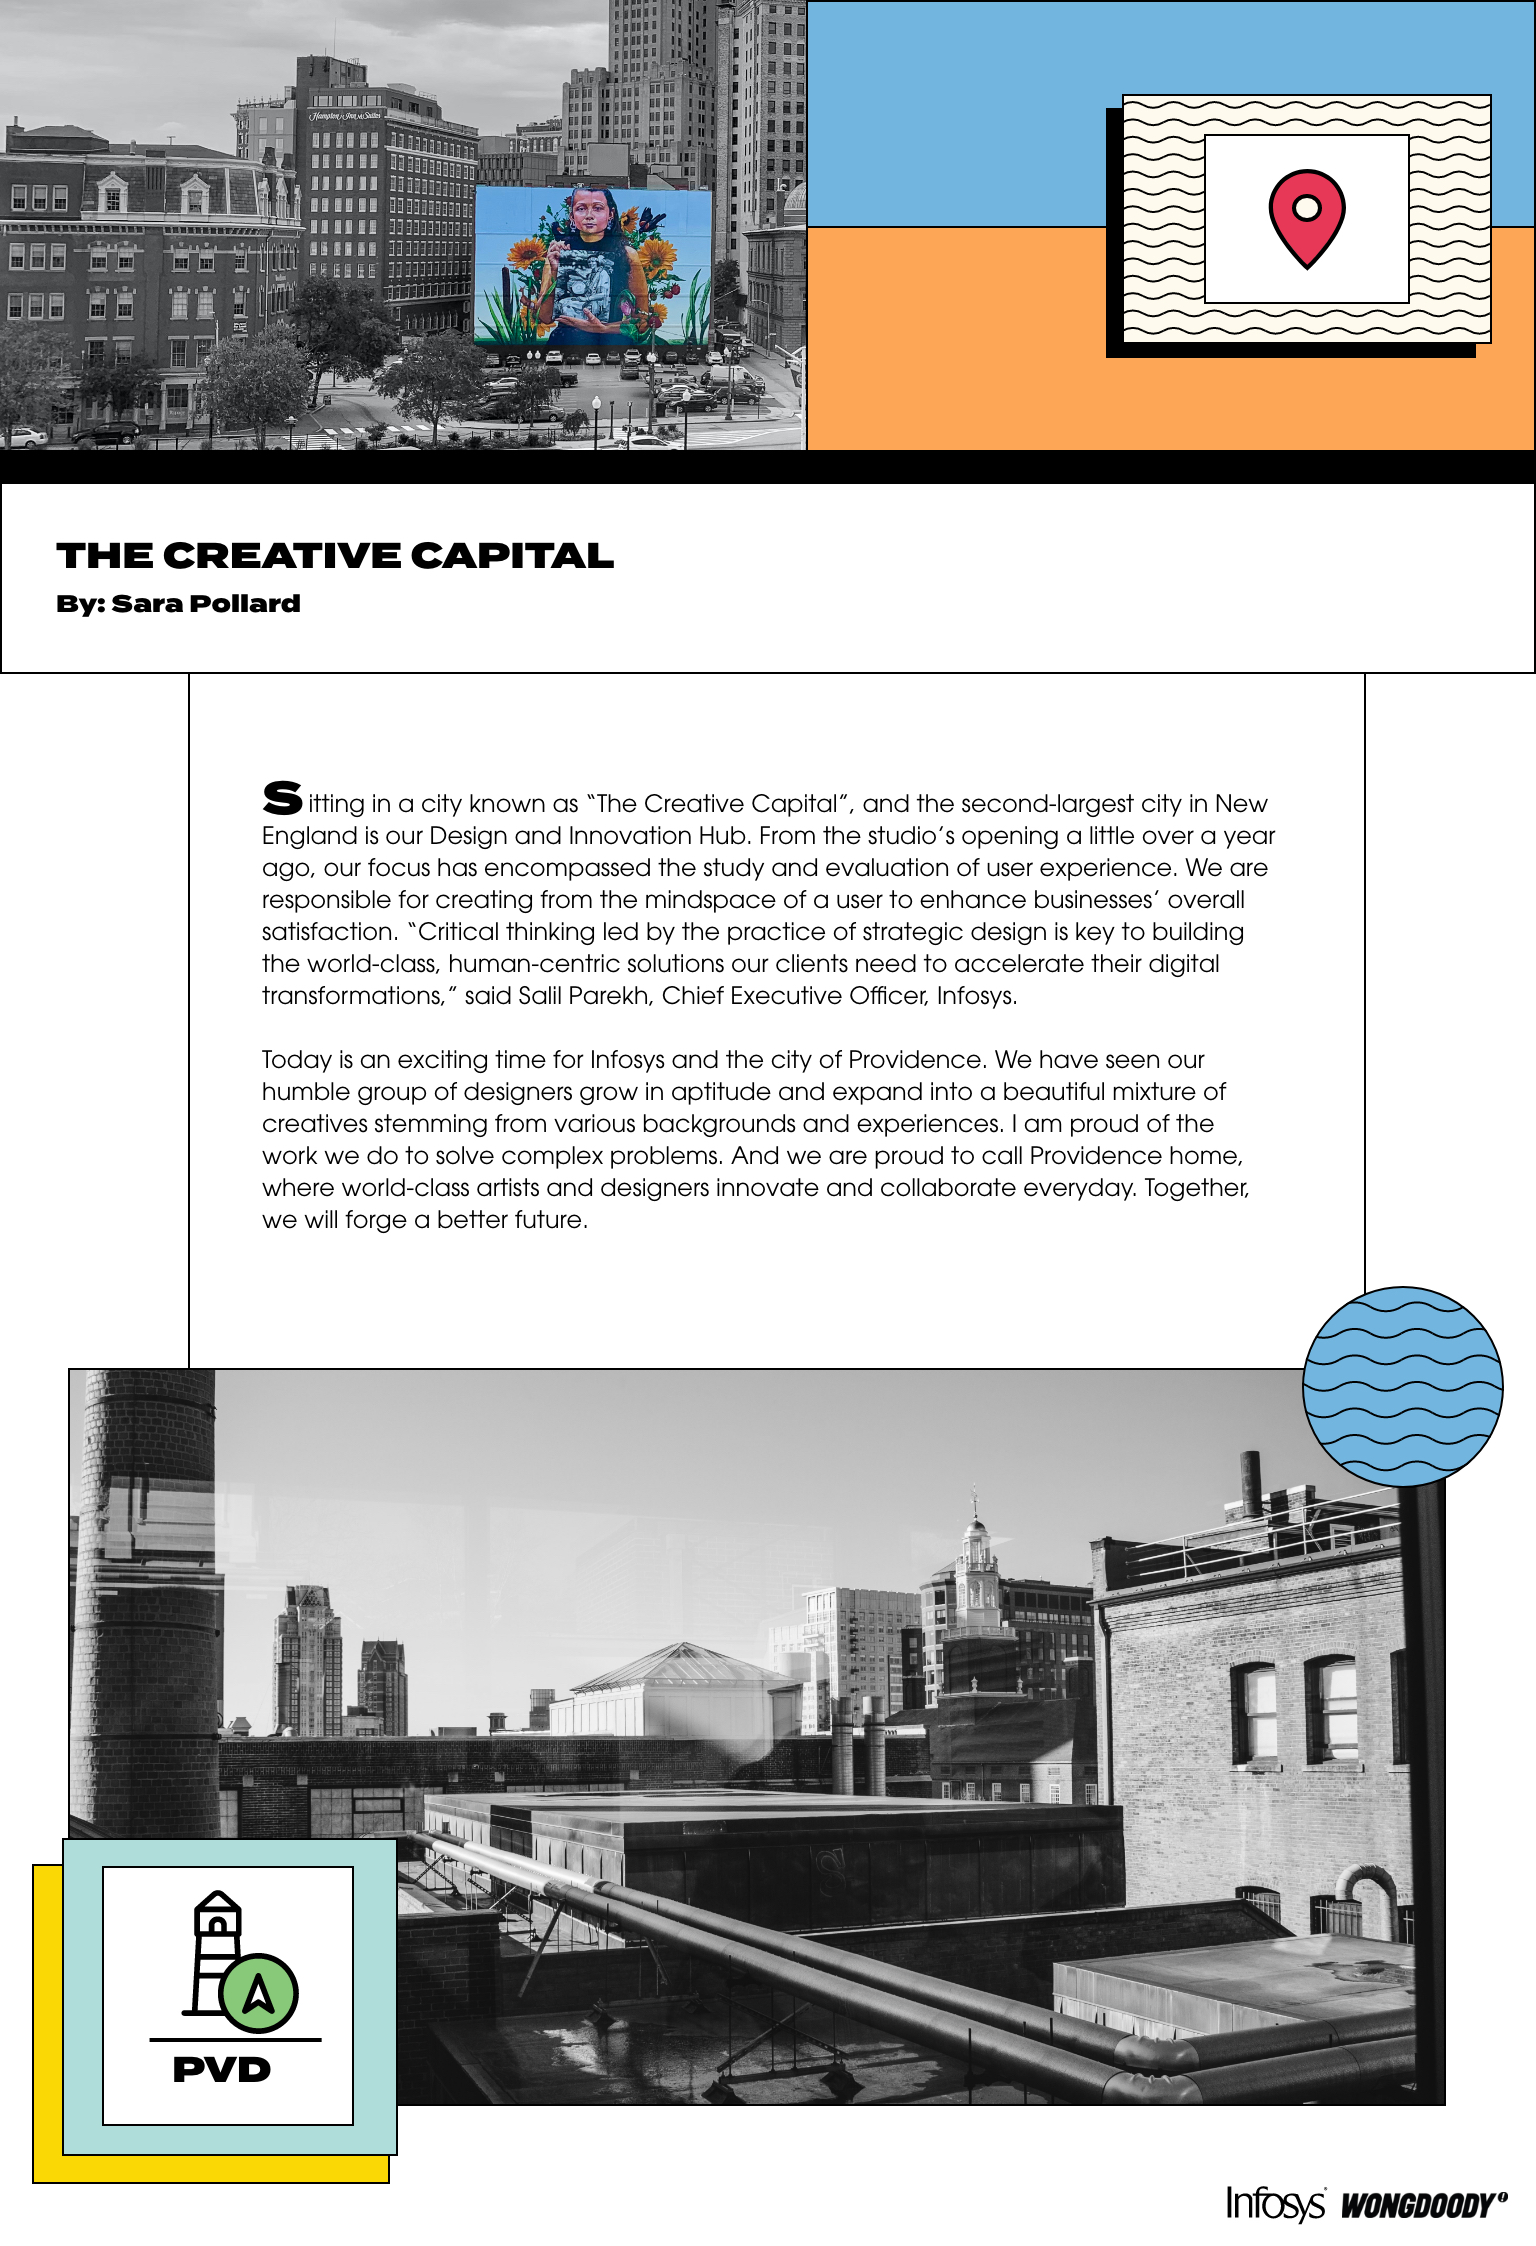 Hampton Inn & Suites
THE CREATIVE CAPITAL
By: Sara Pollard
Sitting in a city known as “The Creative Capital”, and the second-largest city in New
England is our Design and Innovation Hub. From the studio’s opening a little over a year
ago, our focus has encompassed the study and evaluation of user experience. We are
responsible for creating from the mindspace of a user to enhance businesses’ overall
satisfaction. “Critical thinking led by the practice of strategic design is key to building
the world-class, human-centric solutions our clients need to accelerate their digital
transformations,” said Salil Parekh, Chief Executive Officer, Infosys.
Today is an exciting time for Infosys and the city of Providence. We have seen our
humble group of designers grow in aptitude and expand into a beautiful mixture of
creatives stemming from various backgrounds and experiences. I am proud of the
work we do to solve complex problems. And we are proud to call Providence home,
where world-class artists and designers innovate and collaborate everyday. Together,
we will forge a better future.
PVD
Infosys® WONGDOODY